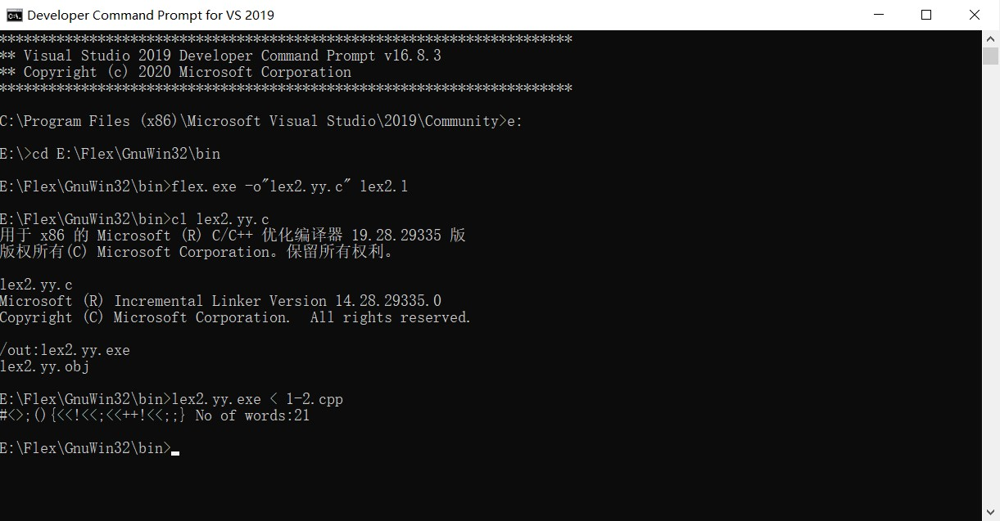 Developer Command Prompt for VS 2019
**********************************************************************
** Visual Studio 2019 Developer Command Prompt v16.8.3
** Copyright (c) 2020 Microsoft Corporation
**********************************************************************
C:\Program Files (x86)\Microsoft Visual Studio\2019\Community>e:
E:\>cd E:\Flex\GnuWin32\bin
E:\Flex\GnuWin32\bin>flex.exe -o"lex2.yy.c" lex2.l
E:\Flex\GnuWin32\bin>cl lex2.yy.c
用于 x86 的 Microsoft (R) C/C++ 优化编译器 19.28.29335 版
版权所有(C) Microsoft Corporation。保留所有权利。
lex2.yy.c
Microsoft (R) Incremental Linker Version 14.28.29335.0
Copyright (C) Microsoft Corporation.  All rights reserved.
/out:lex2.yy.exe
lex2.yy.obj
E:\Flex\GnuWin32\bin>lex2.yy.exe < 1-2.cpp
#<>;(){<<!<<;<<++!<<;;} No of words:21
E:\Flex\GnuWin32\bin>